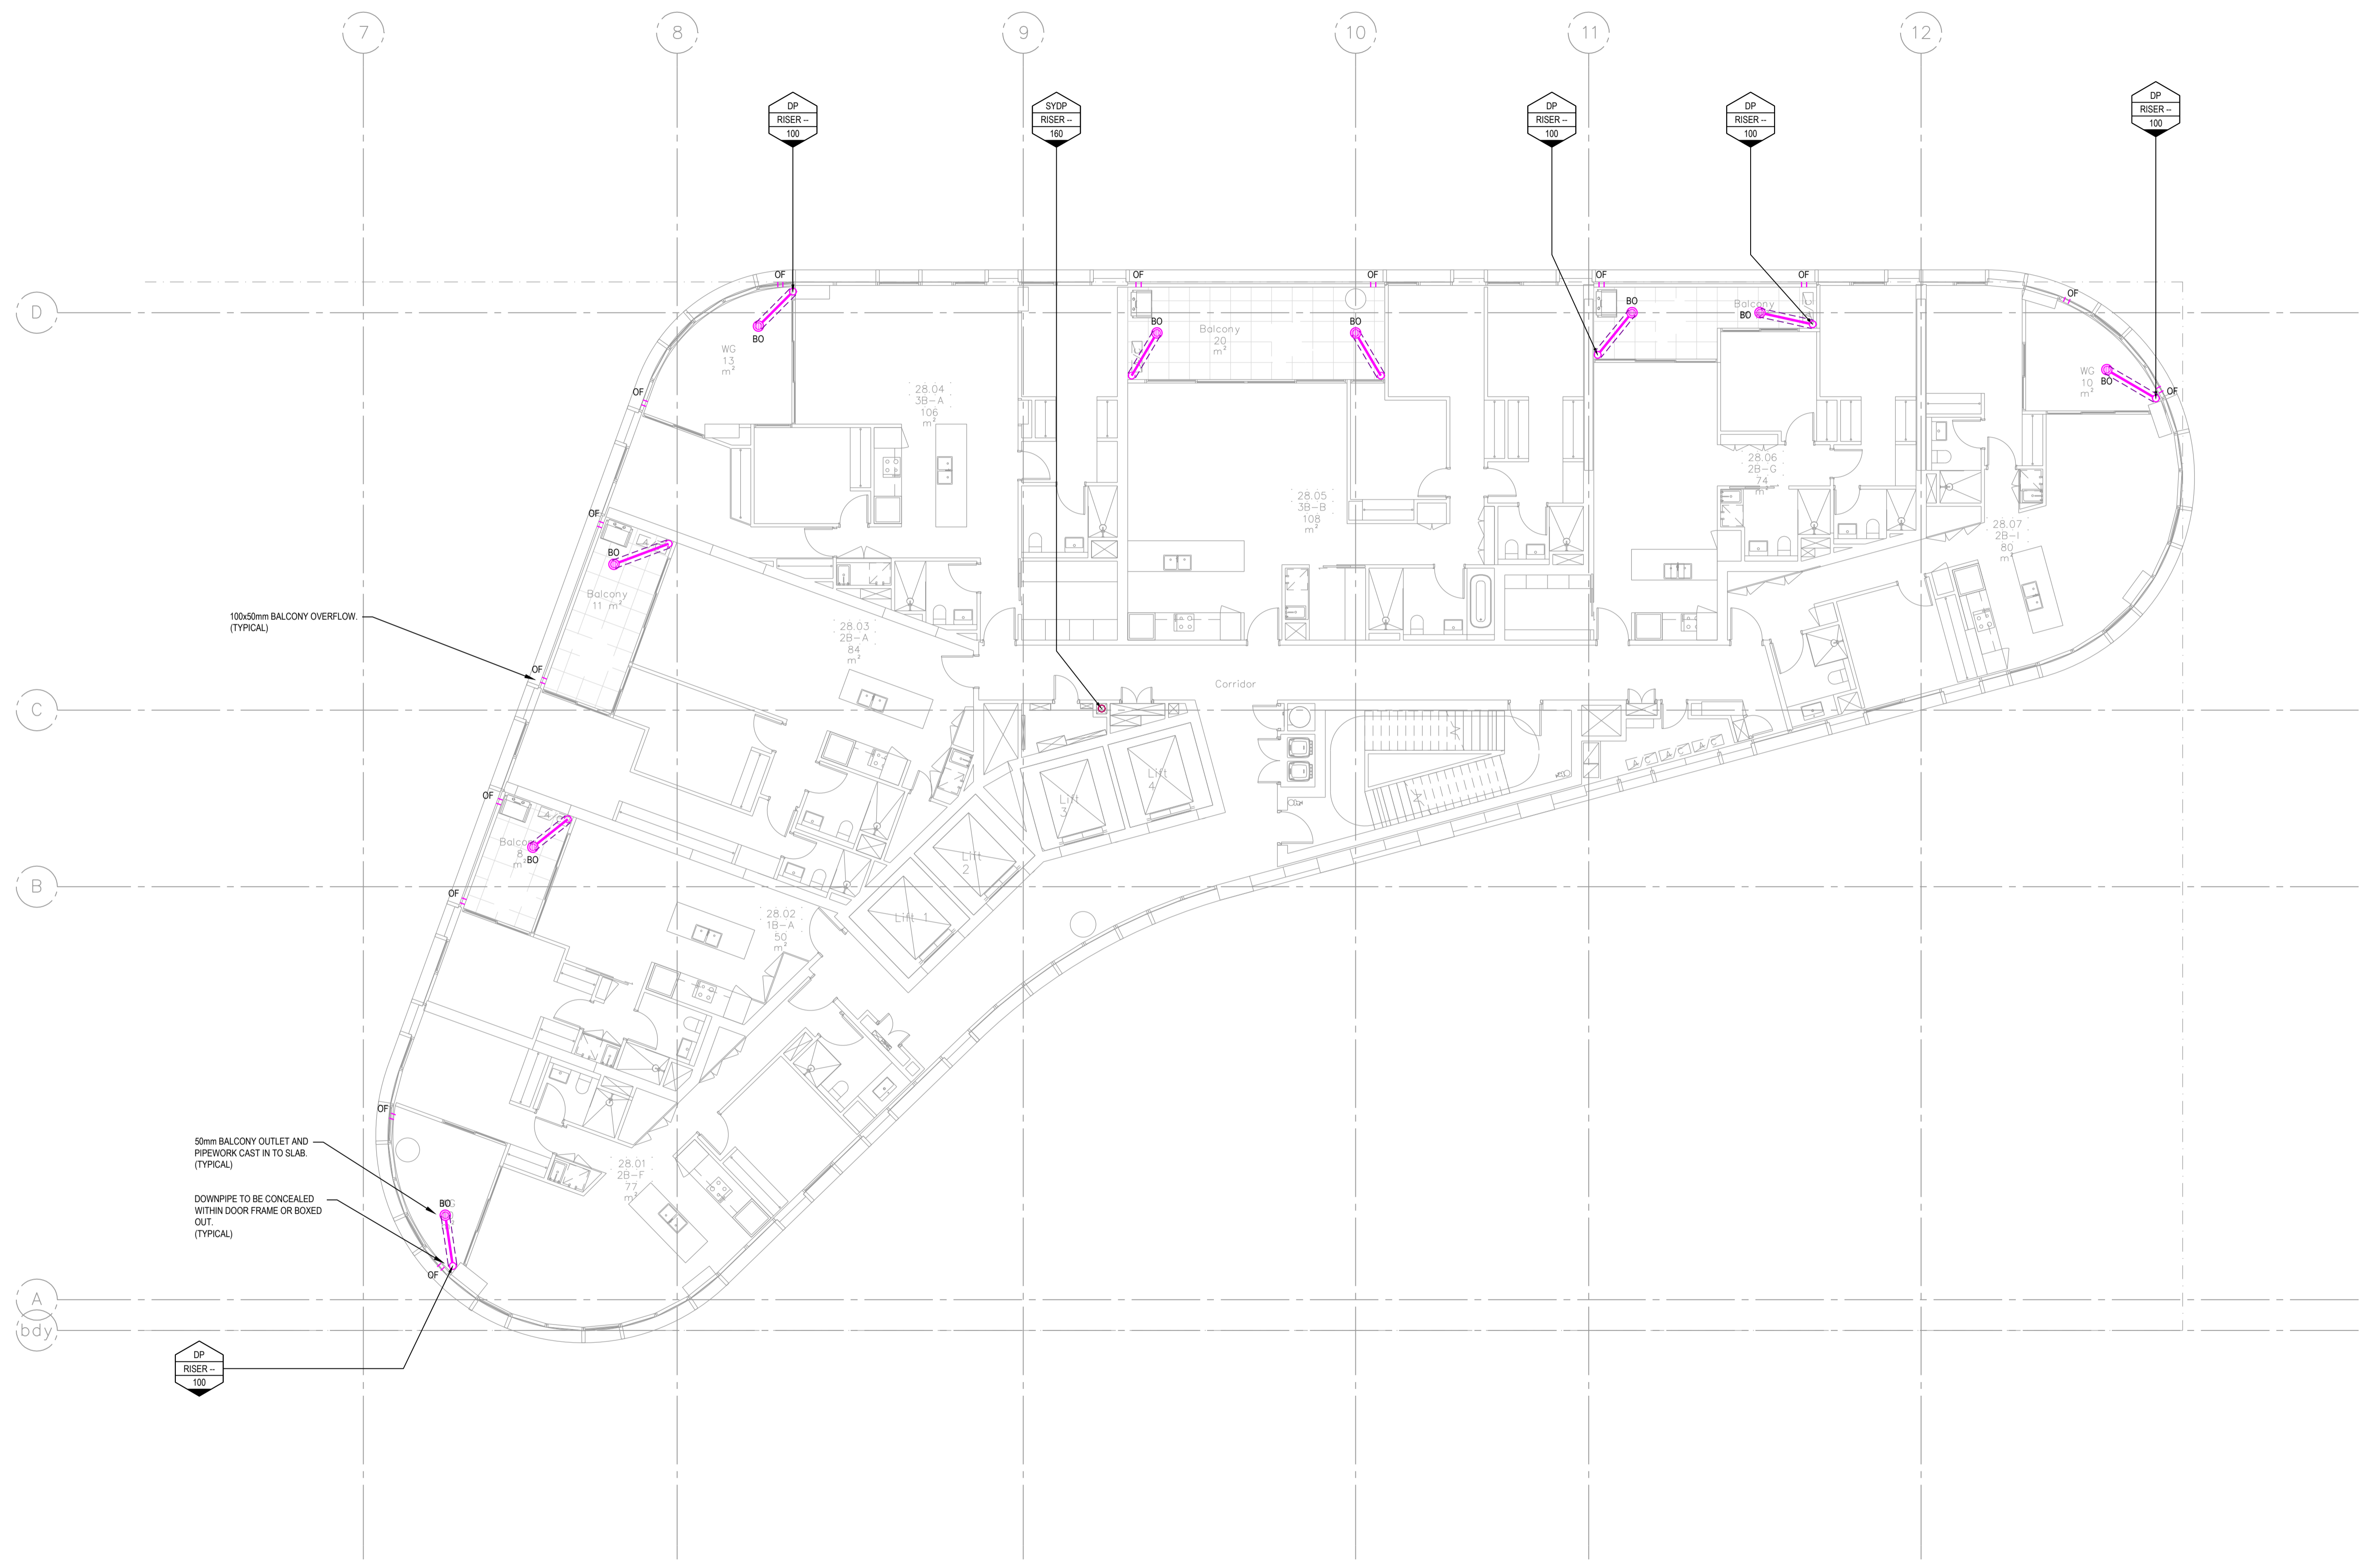 7
8
9
10
11
12
DP
RISER --
100
SYDP
RISER --
160
DP
RISER --
100
DP
RISER --
100
DP
RISER --
100
OF
OF
OF
OF
OF
OF
D
BO
BO
BO
BO
BO
Balcony
Balcony
20
m²
WG
13
m²
WG
10
m²
BO
OF
OF
28.04
3B-A
106
m²
28.06
2B-G
74
m²
28.05
3B-B
108
m²
28.07
2B-I
80
m²
OF
BO
Balcony
11 m²
100x50mm BALCONY OVERFLOW.
(TYPICAL)
28.03
2B-A
84
m²
OF
Corridor
C
Lift
4
Lift
3
OF
Balcony
8
m²
BO
Lift
2
B
OF
28.02
1B-A
50
m²
Lift 1
OF
50mm BALCONY OUTLET AND
PIPEWORK CAST IN TO SLAB.
(TYPICAL)
28.01
2B-F
77
m²
DOWNPIPE TO BE CONCEALED
WITHIN DOOR FRAME OR BOXED
OUT.
(TYPICAL)
BO
OF
A
bdy
DP
RISER --
100